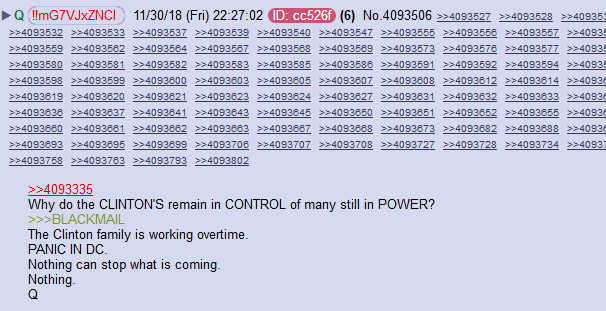 Q !!mG7VJxZNCI 11/30/18 (Fri) 22:27:02 ID: cc526f (6) No.4093506 >>4093527 >>4093528
>>4093532 >>4093533 >>4093537 >>4093539 >>4093540 >>4093547 >>4093555 >>4093556 >>4093557
>>4093559 >>4093562 >>4093564 >>4093567 >>4093568 >>4093569 >>4093573 >>4093576 >>4093577
>>4093580 >>4093581 >>4093582 >>4093583 >>4093585 >>4093586 >>4093591 >>4093592 >>4093594
>>4093598 >>4093599 >>4093600 >>4093603 >>4093605 >>4093607 >>4093608 >>4093612 >>4093614
>>4093619 >>4093620 >>4093621 >>4093623 >>4093624 >>4093627 >>4093631 >>4093632 >>4093633
>>4093636 >>4093637 >>4093641 >>4093643 >>4093645 >>4093650 >>4093651 >>4093652 >>4093655
>>4093660 >>4093661 >>4093662 >>4093663 >>4093667 >>4093668 >>4093673 >>4093682 >>4093688
>>4093693 >>4093695 >>4093699 >>4093706 >>4093707 >>4093708 >>4093727 >>4093728 >>4093734
>>4093758 >>4093763 >>4093793 >>4093802
>>4093335
Why do the CLINTON'S remain in CONTROL of many still in POWER?
>>>BLACKMAIL
The Clinton family is working overtime.
PANIC IN DC.
Nothing can stop what is coming.
Nothing.
Q